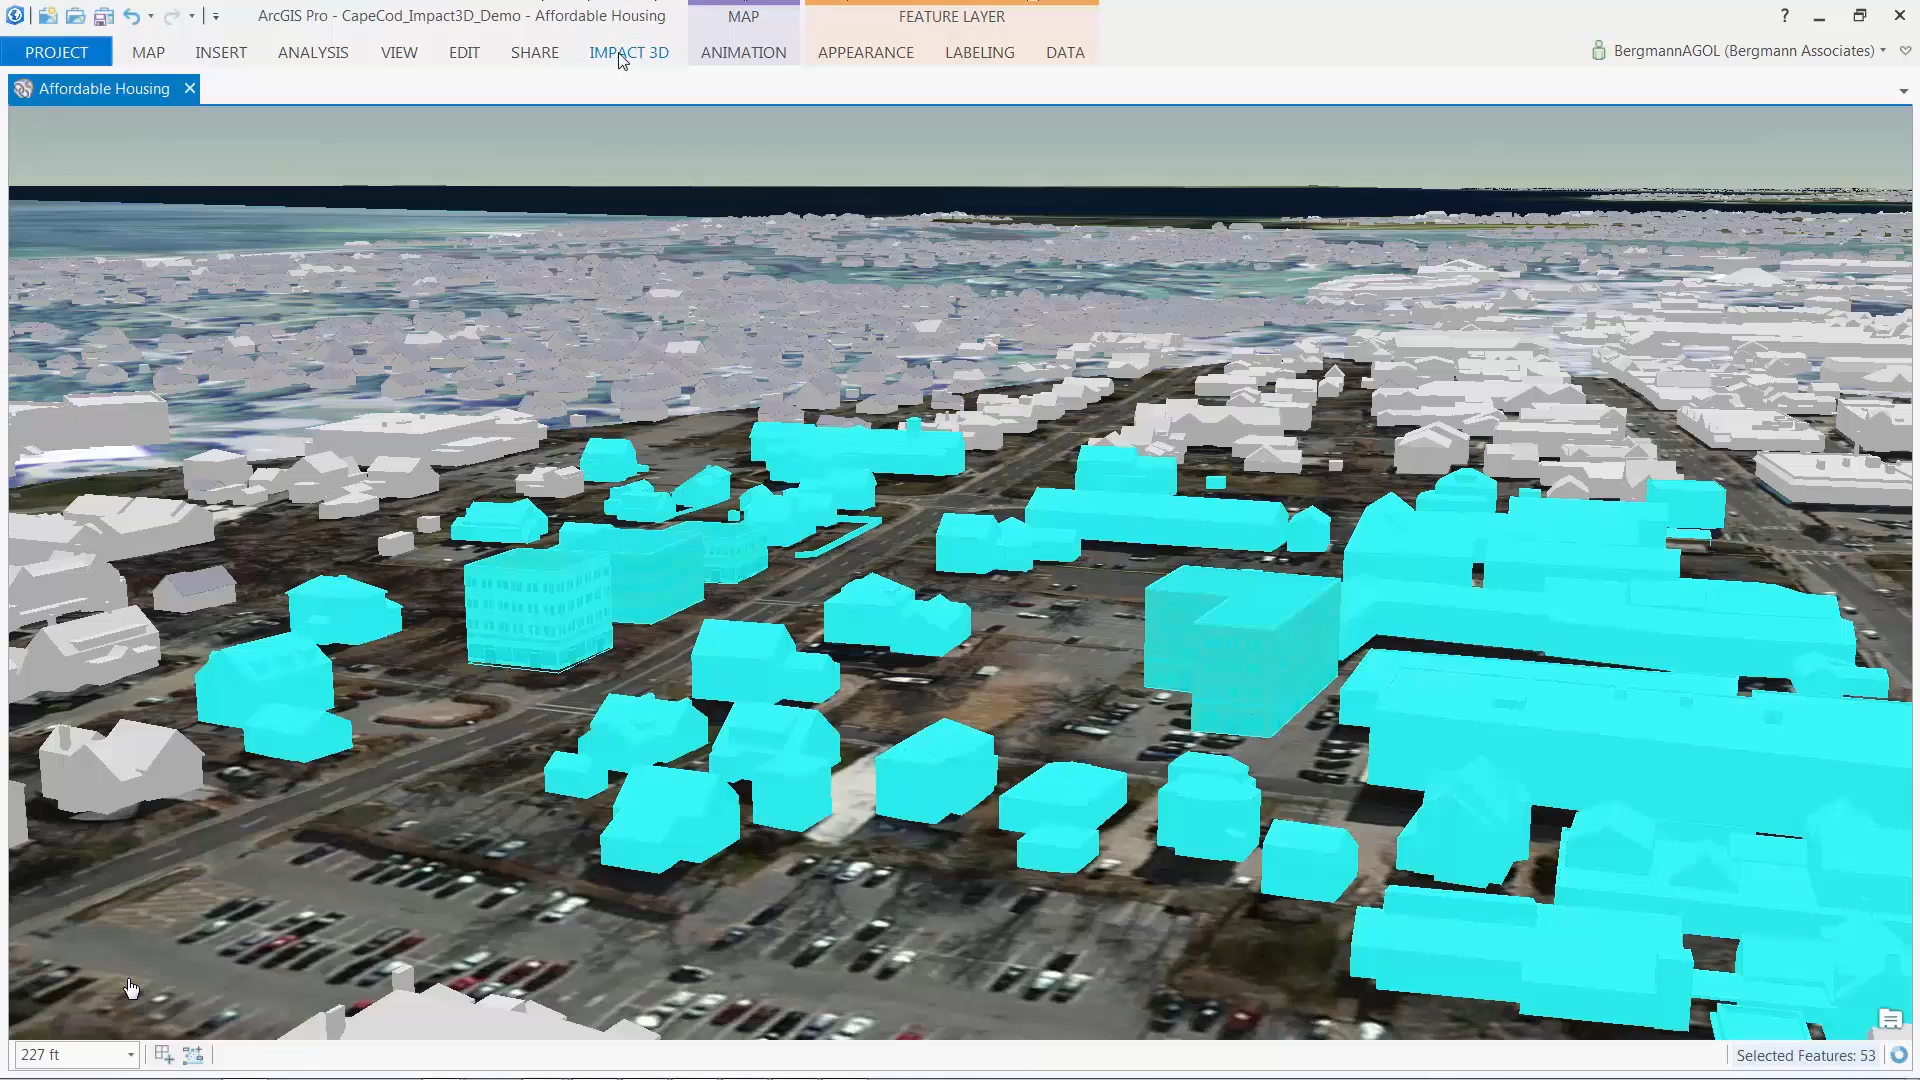 ArcGIS Pro - CapeCod_Impact3D_Demo - Affordable Housing
MAP
FEATURE LAYER
?
PROJECT
MAP
INSERT
ANALYSIS
VIEW
EDIT
SHARE
IMPACT 3D
ANIMATION
APPEARANCE
LABELING
DATA
BergmannAGOL (Bergmann Associates)
Affordable Housing
227 ft
Selected Features: 53